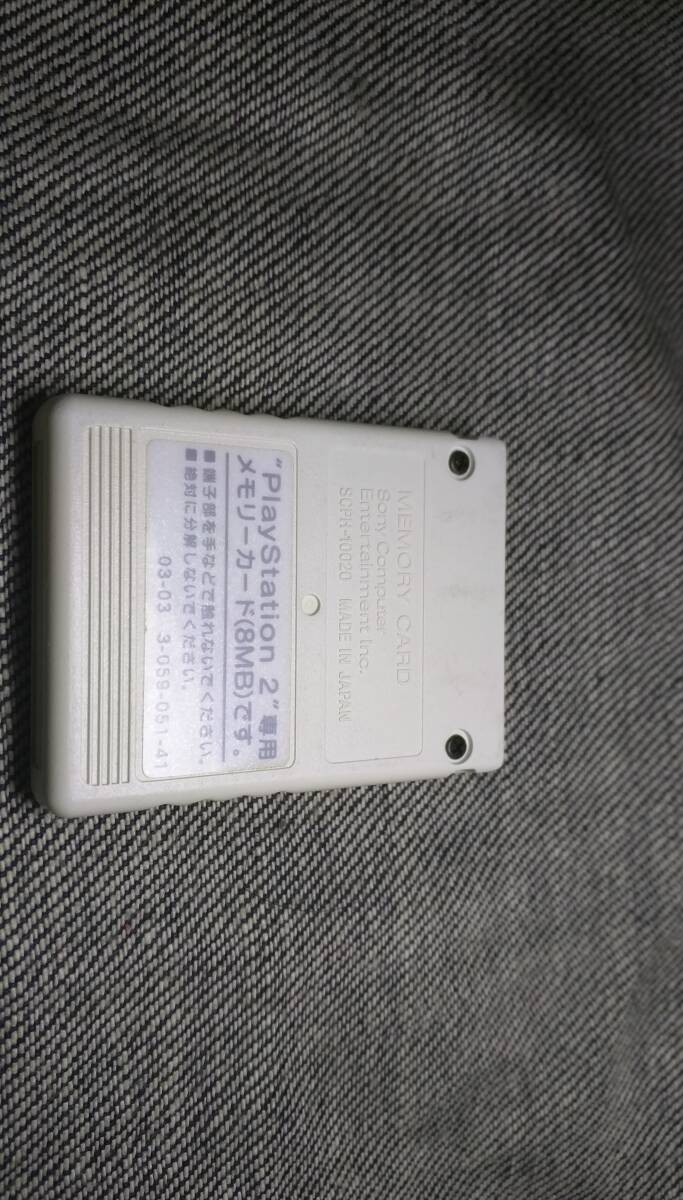 MEMORY CARD
Sony Computer
Entertainment Inc.
SCPH-10020 MADE IN JAPAN
"PlayStation 2"専用
メモリーカード(8MB)です。
■端子部を手などで触れないでください。
■絶対に分解しないでください。
03-03 3-059-051-41